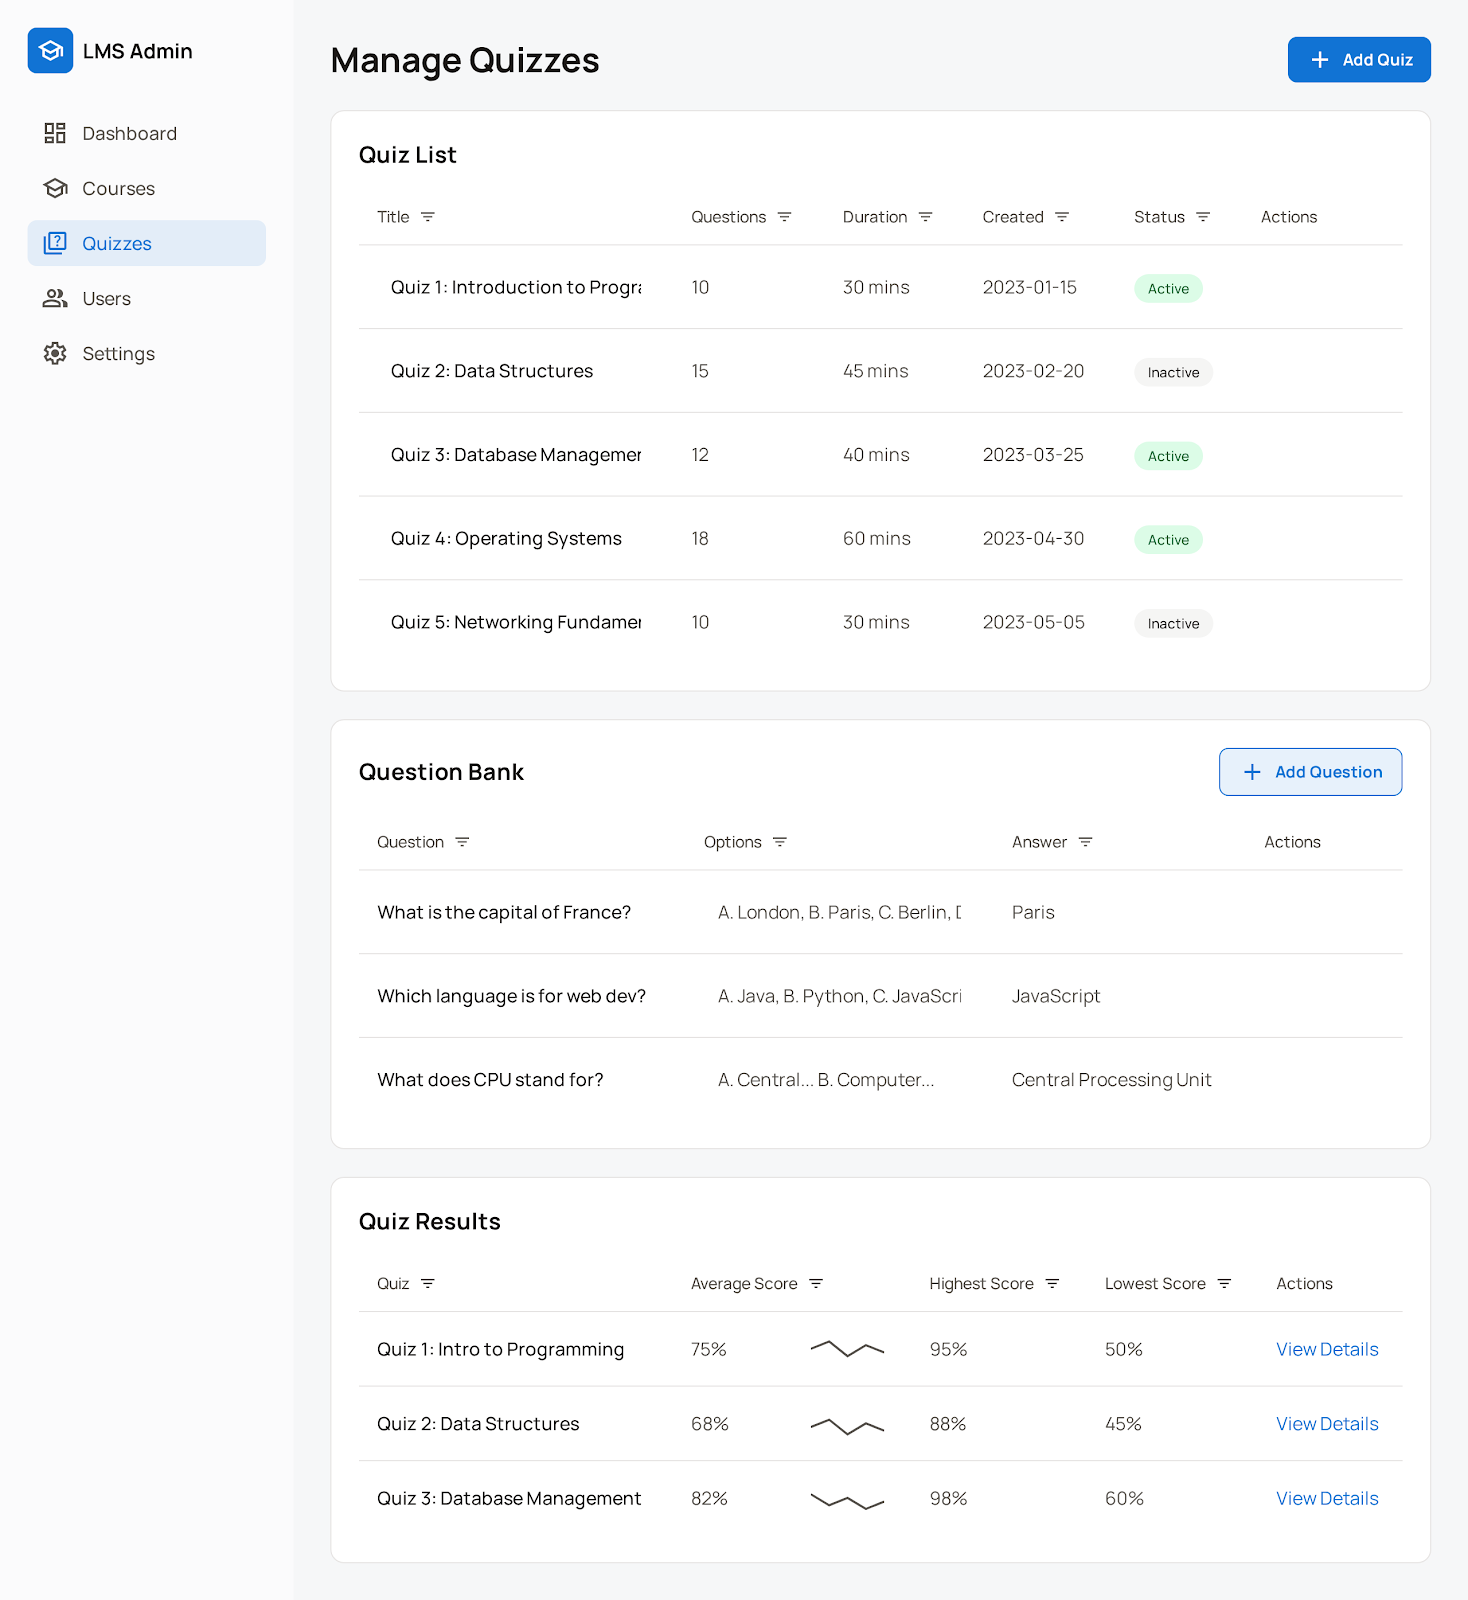 LMS Admin
Dashboard
Courses
Quizzes
Users
Settings
Manage Quizzes
Add Quiz
Quiz List
Title Questions Duration Created Status Actions
Quiz 1: Introduction to Progra 10 30 mins 2023-01-15 Active
Quiz 2: Data Structures 15 45 mins 2023-02-20 Inactive
Quiz 3: Database Managemen 12 40 mins 2023-03-25 Active
Quiz 4: Operating Systems 18 60 mins 2023-04-30 Active
Quiz 5: Networking Fundamen 10 30 mins 2023-05-05 Inactive
Question Bank
Add Question
Question Options Answer Actions
What is the capital of France? A. London, B. Paris, C. Berlin, D Paris
Which language is for web dev? A. Java, B. Python, C. JavaScri JavaScript
What does CPU stand for? A. Central... B. Computer... Central Processing Unit
Quiz Results
Quiz Average Score Highest Score Lowest Score Actions
Quiz 1: Intro to Programming 75% 95% 50% View Details
Quiz 2: Data Structures 68% 88% 45% View Details
Quiz 3: Database Management 82% 98% 60% View Details